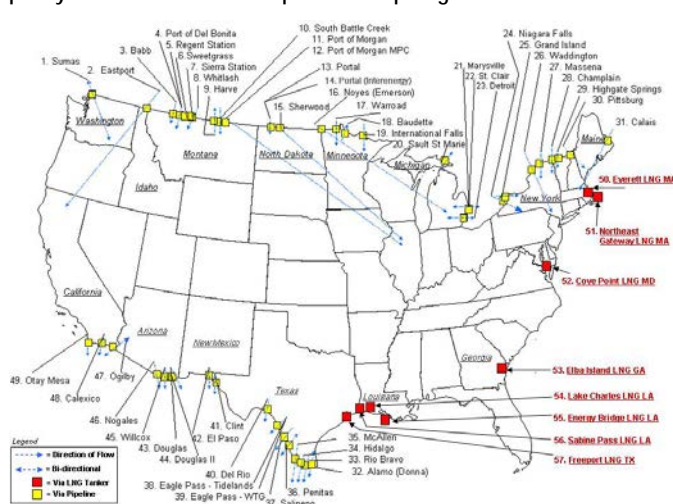 10. South Battle Creek
11. Port of Morgan
12. Port of Morgan MPC
4. Port of Del Bonita
5. Regent Station
3. Babb
6. Sweetgrass
7. Sierra Station
8. Whitlash
9. Harve
1. Sumas
2. Eastport
13. Portal
14. Portal (Interenergy)
15. Sherwood
16. Noyes (Emerson)
17. Warroad
18. Baudette
19. International Falls
20. Sault St Marie
21. Marysville
22. St. Clair
23. Detroit
24. Niagara Falls
25. Grand Island
26. Waddington
27. Massena
28. Champlain
29. Highgate Springs
30. Pittsburg
31. Calais
Washington
Montana
North Dakota
Minnesota
Michigan
Maine
Idaho
New York
50. Everett LNG MA
51. Northeast
Gateway LNG MA
52. Cove Point LNG MD
California
Arizona
New Mexico
Georgia
53. Elba Island LNG GA
Texas
Louisiana
54. Lake Charles LNG LA
55. Energy Bridge LNG LA
56. Sabine Pass LNG LA
57. Freeport LNG TX
49. Otay Mesa
48. Calexico
47. Ogilby
46. Nogales
45. Willcox
43. Douglas
44. Douglas II
42. El Paso
41. Clint
40. Del Rio
38. Eagle Pass - Tidelands
39. Eagle Pass - WTG
36. Penitas
35. McAllen
34. Hidalgo
33. Rio Bravo
32. Alamo (Donna)
Legend
= Direction of Flow
= Bi-directional
= Via LNG Tanker
= Via Pipeline